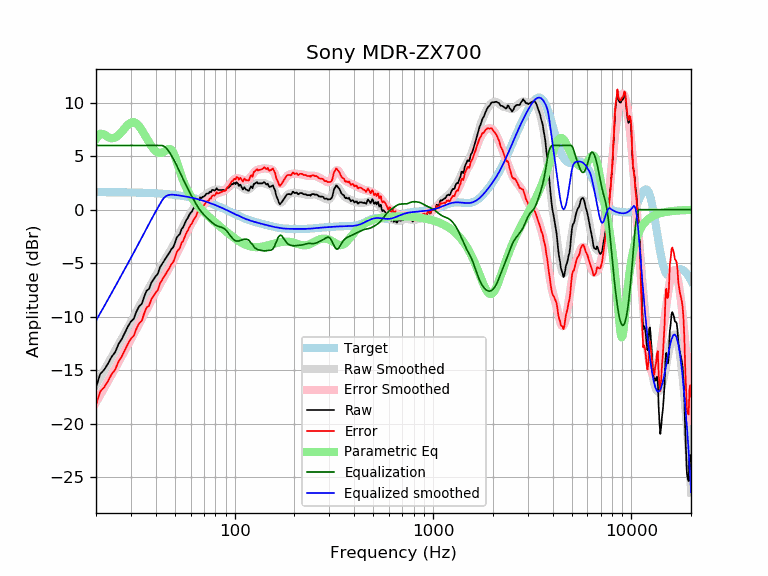 Sony MDR-ZX700
Amplitude (dBr)
10
5
0
−5
−10
−15
−20
−25
Target
Raw Smoothed
Error Smoothed
Raw
Error
Parametric Eq
Equalization
Equalized smoothed
100 1000 10000
Frequency (Hz)